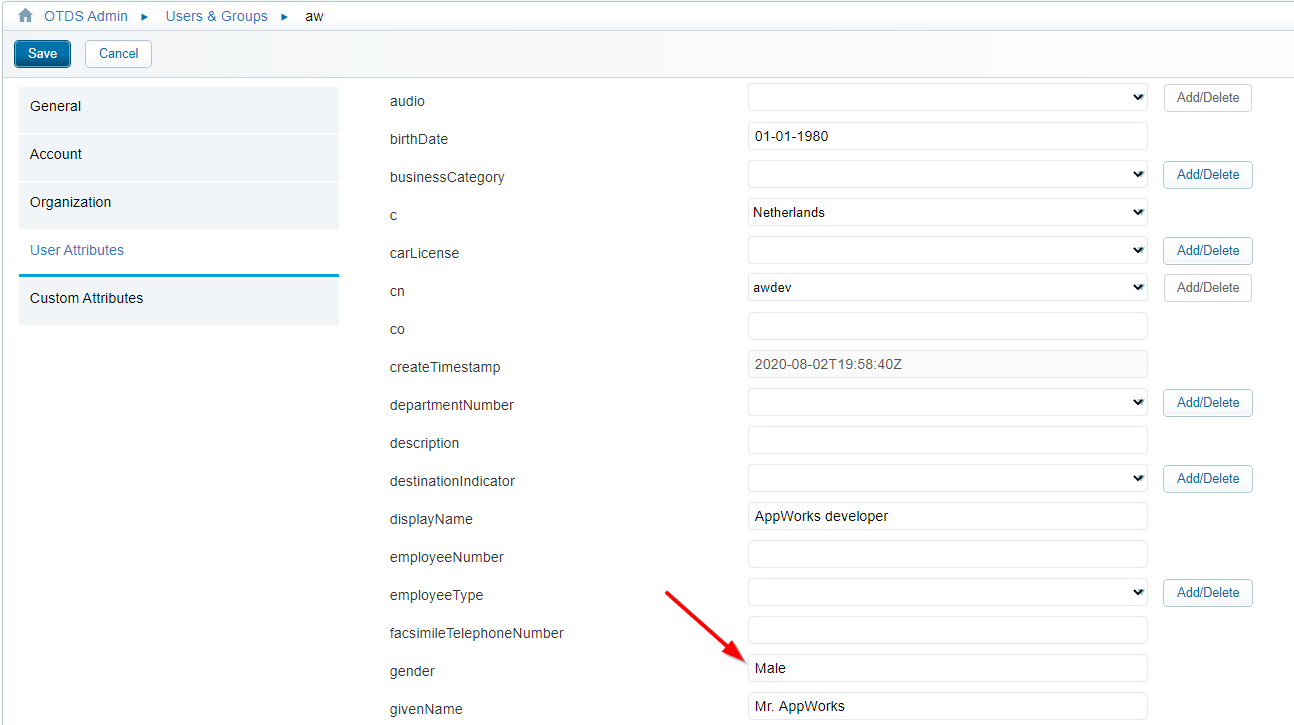 OTDS Admin ▸ Users & Groups ▸ aw
Save Cancel
General
Account
Organization
User Attributes
Custom Attributes
audio Add/Delete
birthDate 01-01-1980
businessCategory Add/Delete
c Netherlands
carLicense Add/Delete
cn awdev Add/Delete
co
createTimestamp 2020-08-02T19:58:40Z
departmentNumber Add/Delete
description
destinationIndicator Add/Delete
displayName AppWorks developer
employeeNumber
employeeType Add/Delete
facsimileTelephoneNumber
gender Male
givenName Mr. AppWorks